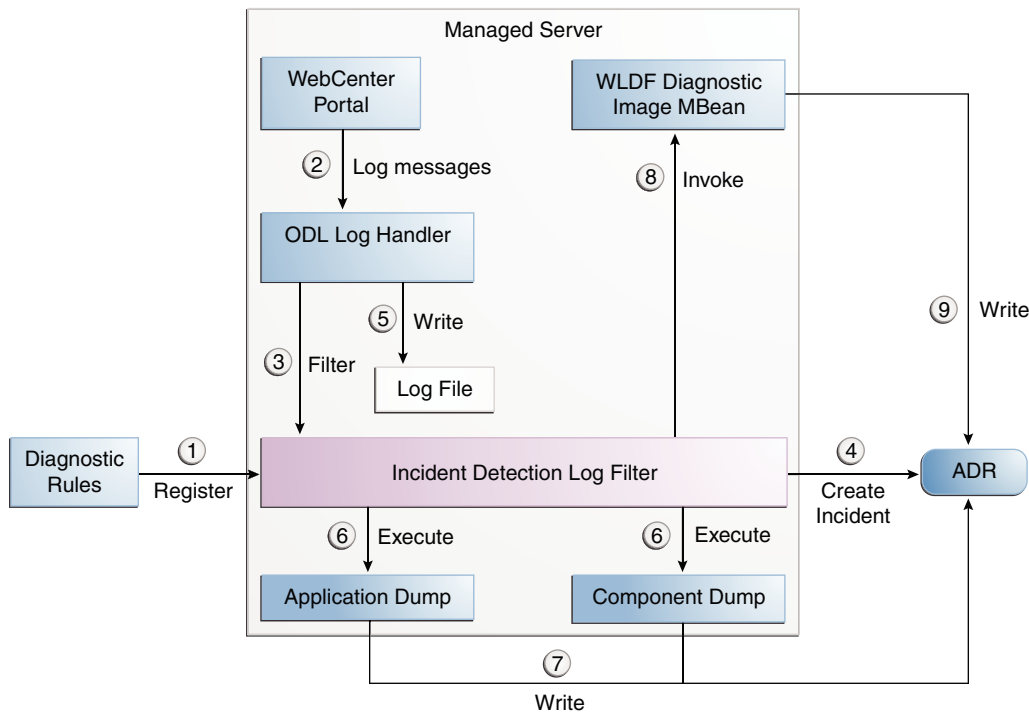 Managed Server
WebCenter
Portal
WLDF Diagnostic
Image MBean
2
Log messages
8
Invoke
ODL Log Handler
5
Write
9
Write
3
Filter
Log File
1
Register
Diagnostic
Rules
Incident Detection Log Filter
4
Create
Incident
ADR
6
Execute
6
Execute
Application Dump
Component Dump
7
Write